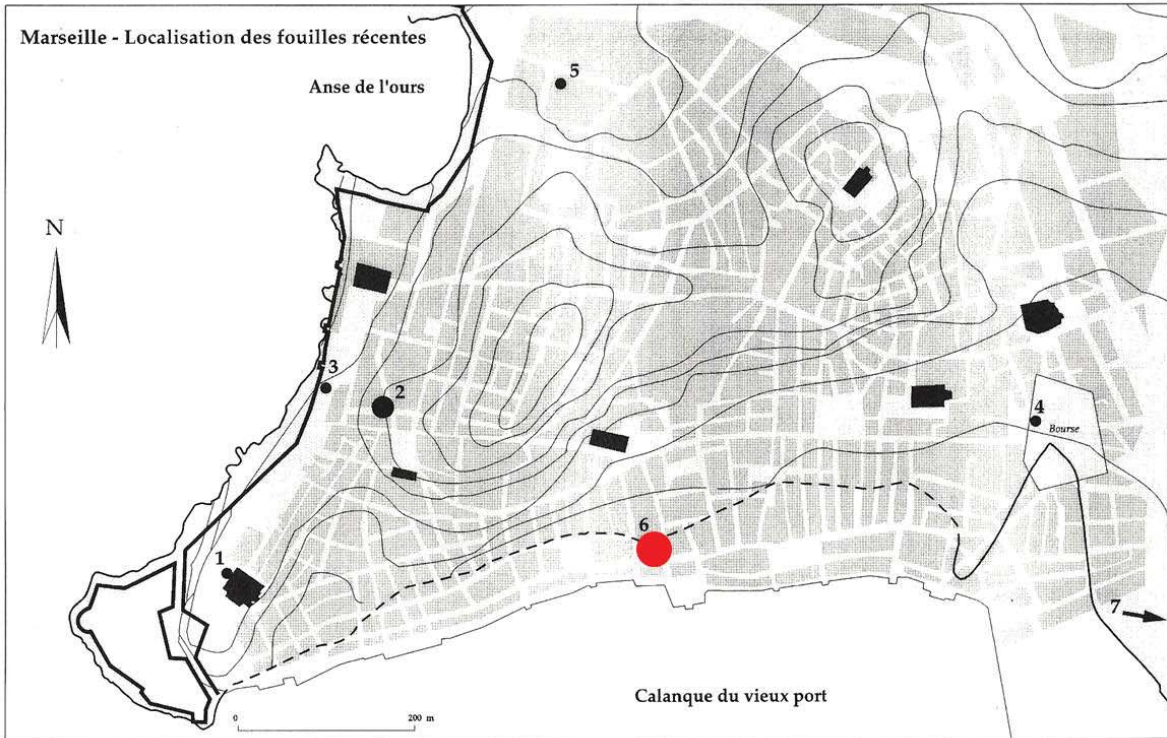 Marseille - Localisation des fouilles récentes
Anse de l'ours
5
N
3
2
4
Bourse
6
1
7
Calanque du vieux port
0 200 m